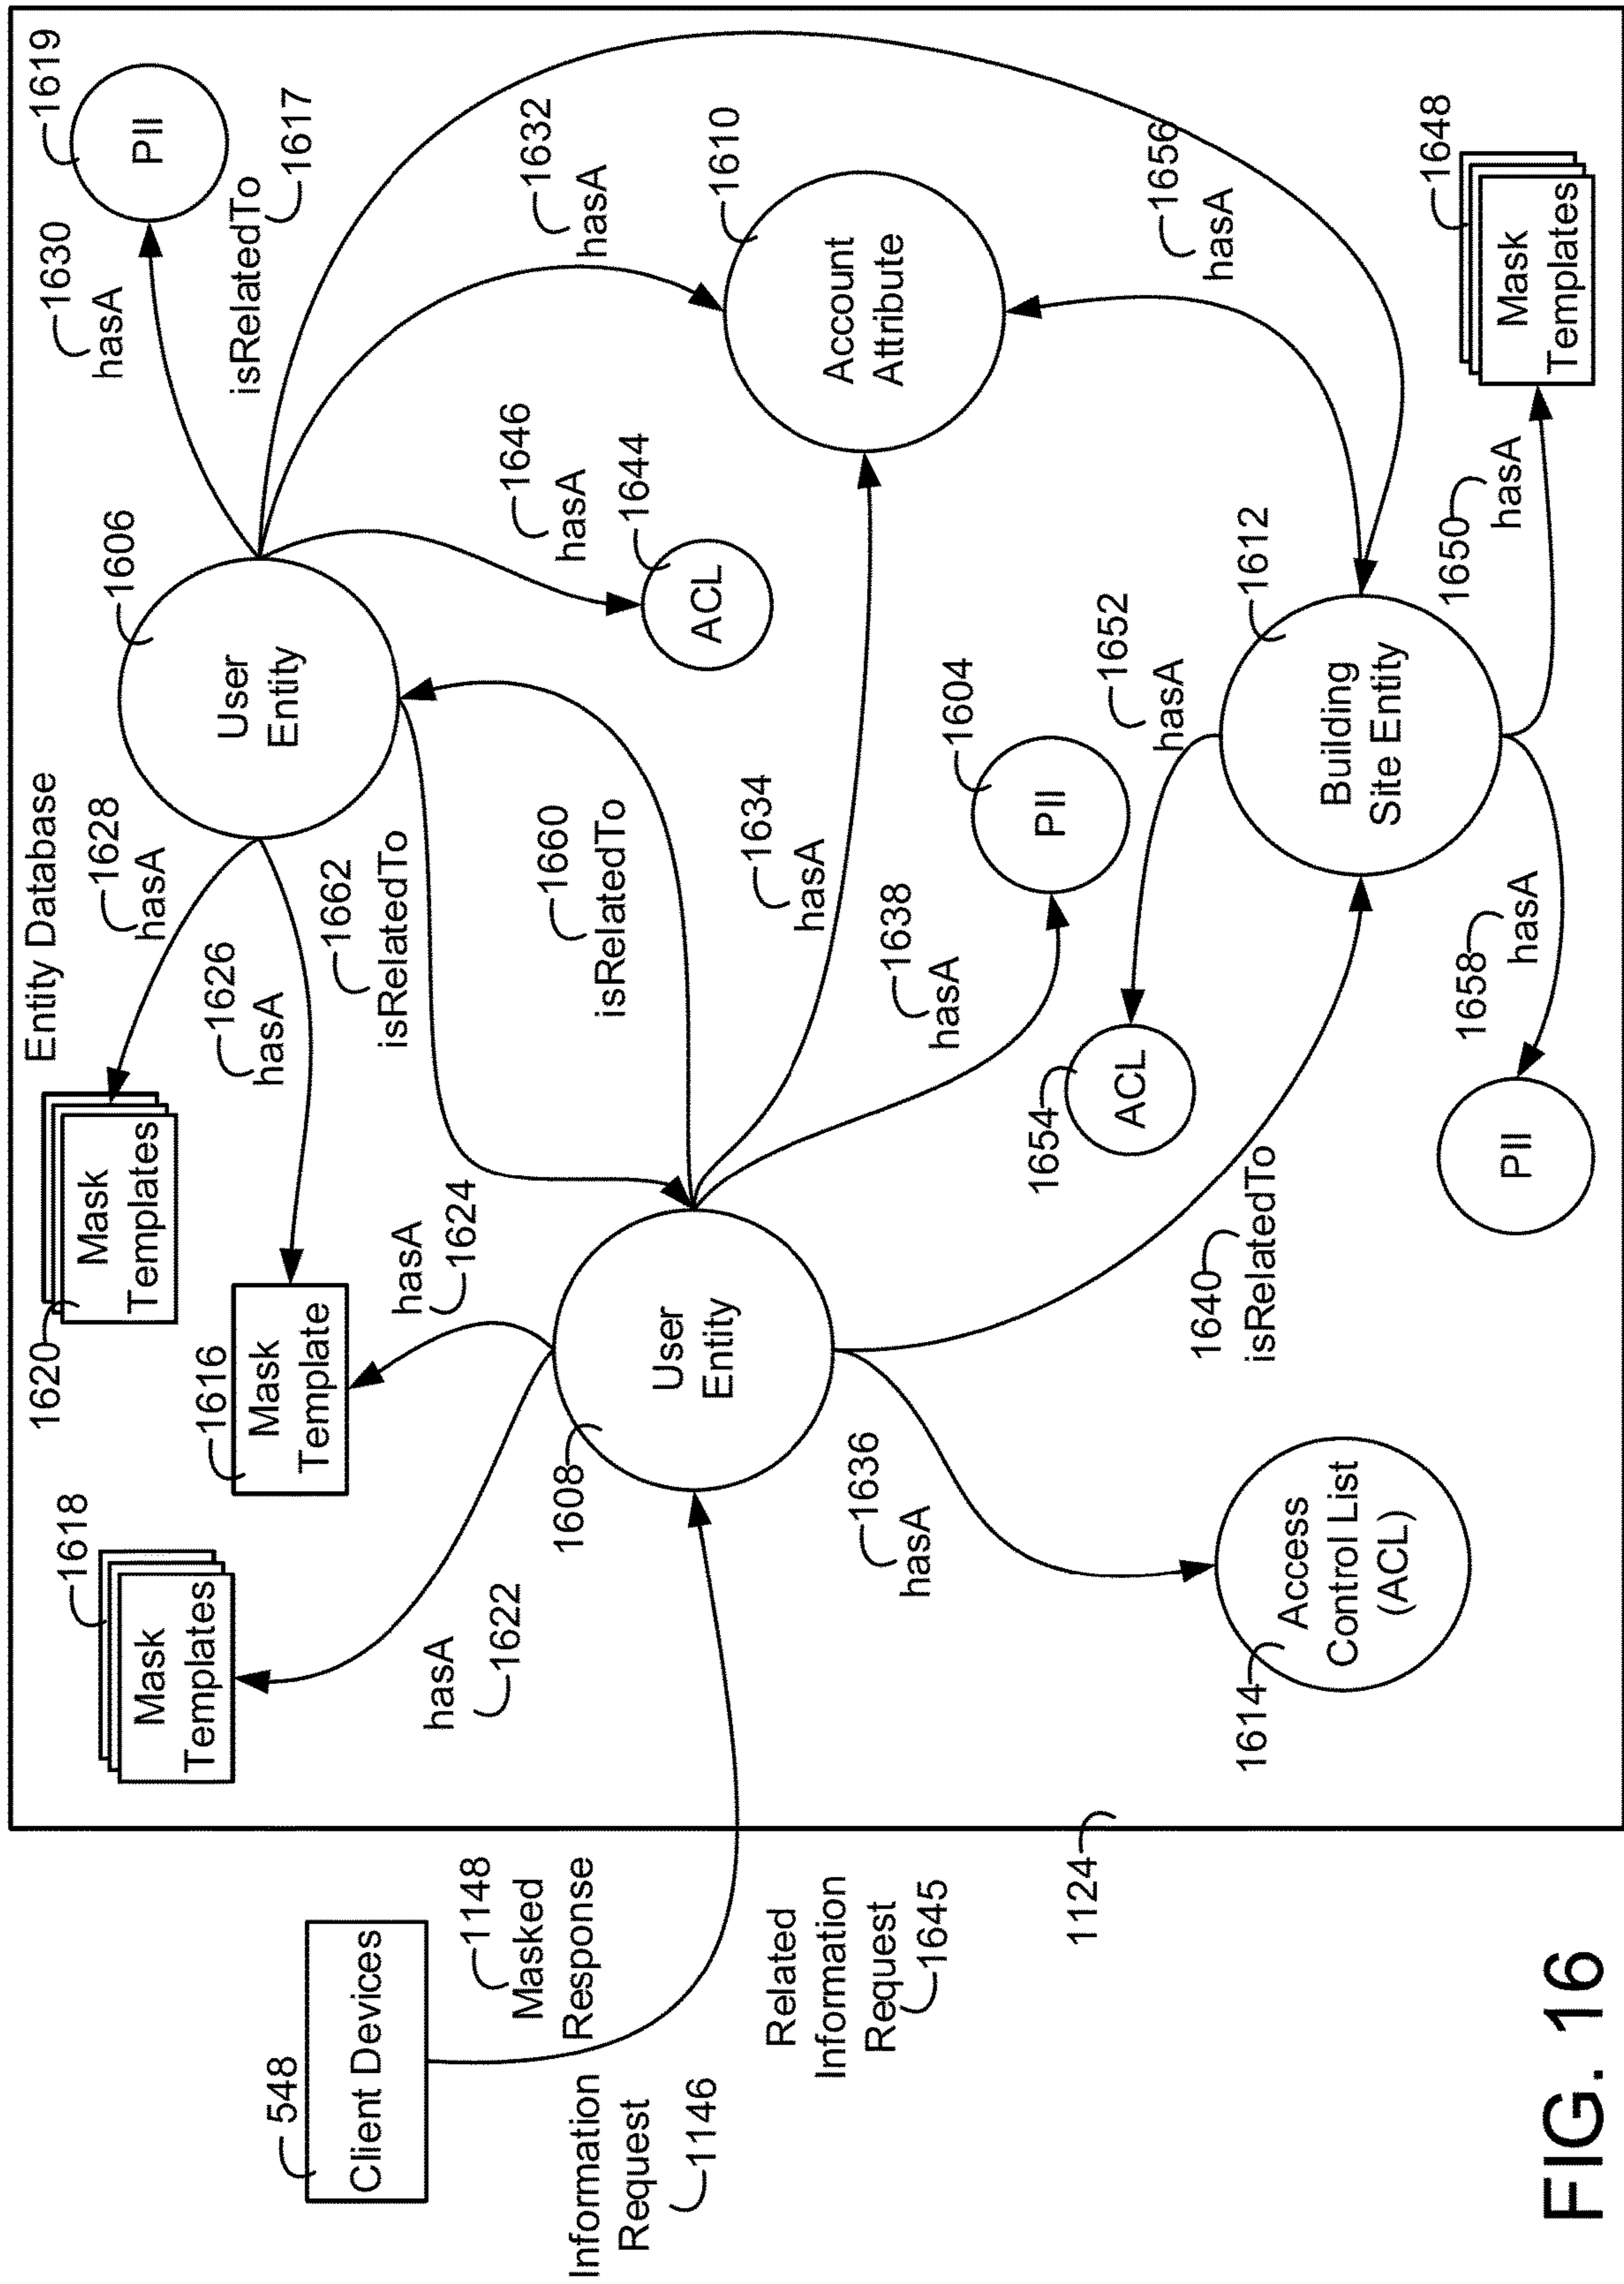 Entity Database
548
Client Devices
Information
Request
1146
1148
Masked
Response
Related
Information
Request
1645
1124
1618
Mask
Templates
1620
Mask
Templates
1616
Mask
Template
hasA
1622
hasA
1624
1626
hasA
1628
hasA
1606
User
Entity
1630
hasA
1619
PII
isRelatedTo
1617
1662
isRelatedTo
1660
isRelatedTo
1646
hasA
1644
ACL
1632
hasA
1610
Account
Attribute
1608
User
Entity
1634
hasA
1638
hasA
1604
PII
1636
hasA
1614
Access
Control List
(ACL)
1640
isRelatedTo
1654
ACL
1652
hasA
1612
Building
Site Entity
1656
hasA
1648
Mask
Templates
1650
hasA
1658
hasA
PII
FIG. 16